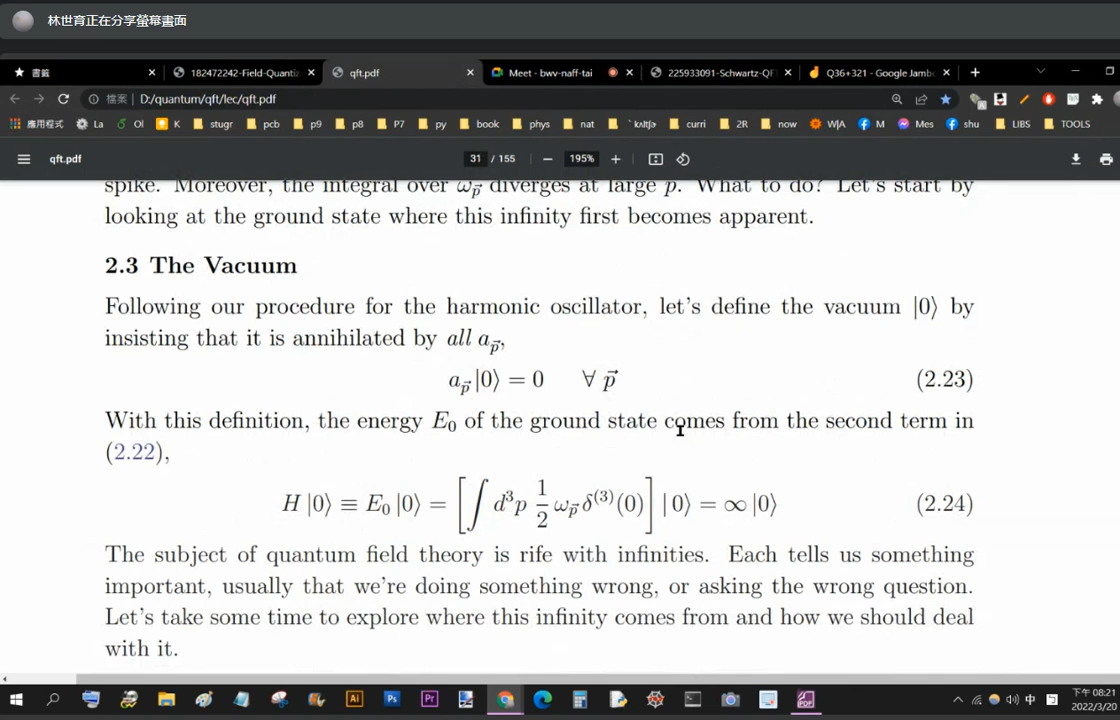 林世育正在分享螢幕畫面
書籤
182472242-Field-Quantiz
qft.pdf
Meet - bwv-naff-tai
225933091-Schwartz-QF
Q36+321 - Google Jambo
檔案 | D:/quantum/qft/lec/qft.pdf
應用程式 La Ol K stugr pcb p9 p8 P7 py book phys nat curri 2R now W|A M Mes shu LIBS TOOLS
qft.pdf 31 / 155 195%
spike. Moreover, the integral over ω_p⃗ diverges at large p. What to do? Let's start by
looking at the ground state where this infinity first becomes apparent.
2.3 The Vacuum
Following our procedure for the harmonic oscillator, let's define the vacuum |0⟩ by
insisting that it is annihilated by all a_p⃗,
a_p⃗ |0⟩ = 0 ∀ p⃗ (2.23)
With this definition, the energy E₀ of the ground state comes from the second term in
(2.22),
H |0⟩ ≡ E₀ |0⟩ = [∫ d³p 1/2 ω_p⃗ δ⁽³⁾(0)] |0⟩ = ∞ |0⟩ (2.24)
The subject of quantum field theory is rife with infinities. Each tells us something
important, usually that we're doing something wrong, or asking the wrong question.
Let's take some time to explore where this infinity comes from and how we should deal
with it.
中
下午 08:21
2022/3/20